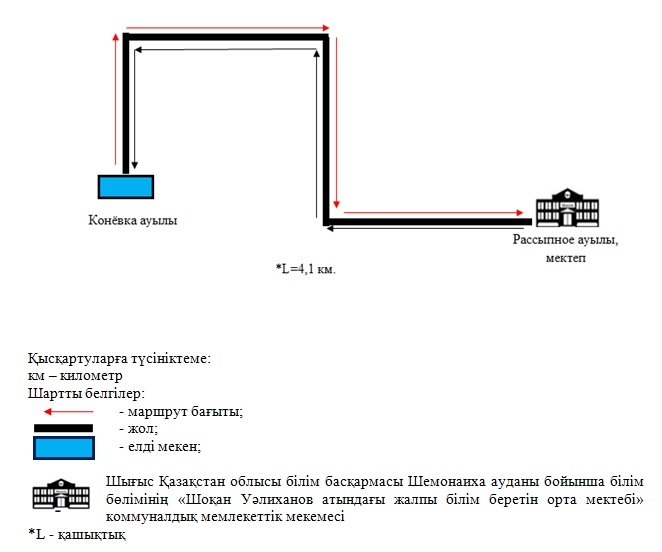 Конёвка ауылы
Рассыпное ауылы,
мектеп
*L=4,1 км.
Қысқартуларға түсініктеме:
км – километр
Шартты белгілер:
- маршрут бағыты;
- жол;
- елді мекен;
Шығыс Қазақстан облысы білім басқармасы Шемонаиха ауданы бойынша білім
бөлімінің «Шоқан Уәлиханов атындағы жалпы білім беретін орта мектебі»
коммуналдық мемлекеттік мекемесі
*L - қашықтық